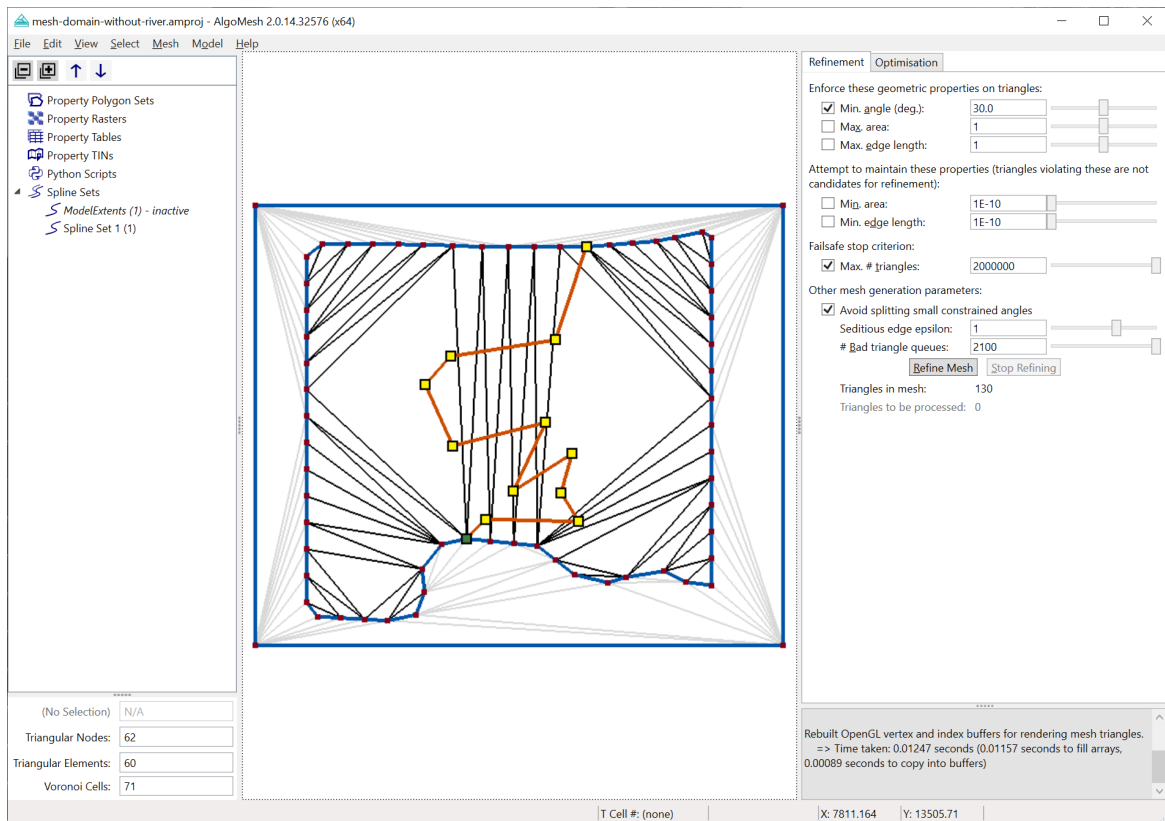 mesh-domain-without-river.amproj - AlgoMesh 2.0.14.32576 (x64)
File Edit View Select Mesh Model Help
Property Polygon Sets
Property Rasters
Property Tables
Property TINs
Python Scripts
Spline Sets
ModelExtents (1) - inactive
Spline Set 1 (1)
(No Selection) N/A
Triangular Nodes: 62
Triangular Elements: 60
Voronoi Cells: 71
Refinement Optimisation
Enforce these geometric properties on triangles:
Min. angle (deg.): 30.0
Max. area: 1
Max. edge length: 1
Attempt to maintain these properties (triangles violating these are not
candidates for refinement):
Min. area: 1E-10
Min. edge length: 1E-10
Failsafe stop criterion:
Max. # triangles: 2000000
Other mesh generation parameters:
Avoid splitting small constrained angles
Seditious edge epsilon: 1
# Bad triangle queues: 2100
Refine Mesh Stop Refining
Triangles in mesh: 130
Triangles to be processed: 0
Rebuilt OpenGL vertex and index buffers for rendering mesh triangles.
=> Time taken: 0.01247 seconds (0.01157 seconds to fill arrays,
0.00089 seconds to copy into buffers)
T Cell #: (none) X: 7811.164 Y: 13505.71